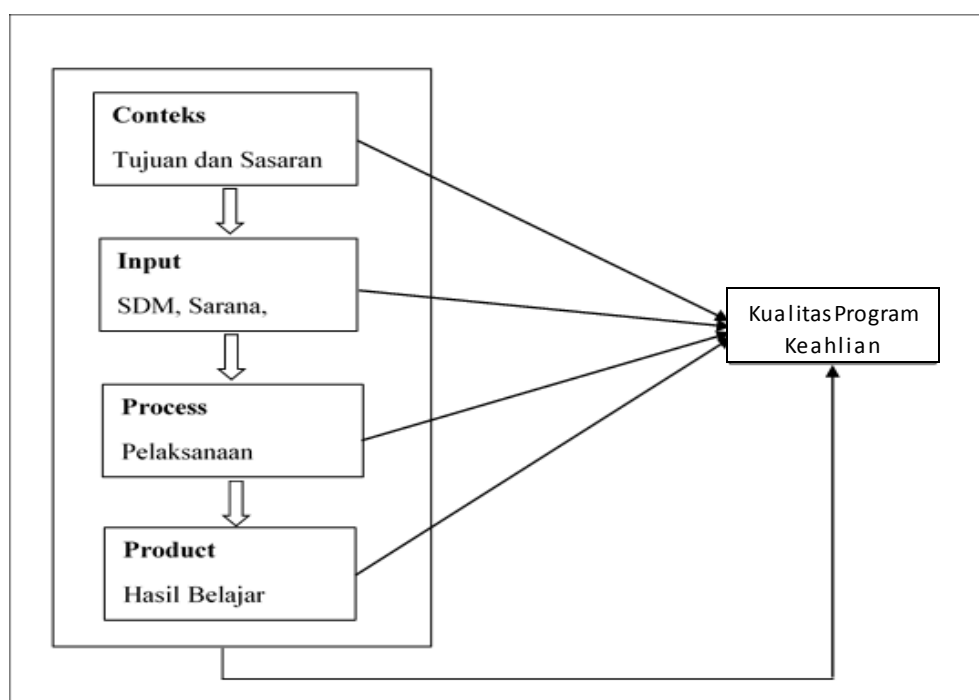 Conteks
Tujuan dan Sasaran
Input
SDM, Sarana,
Process
Pelaksanaan
Product
Hasil Belajar
Kualitas Program
Keahlian